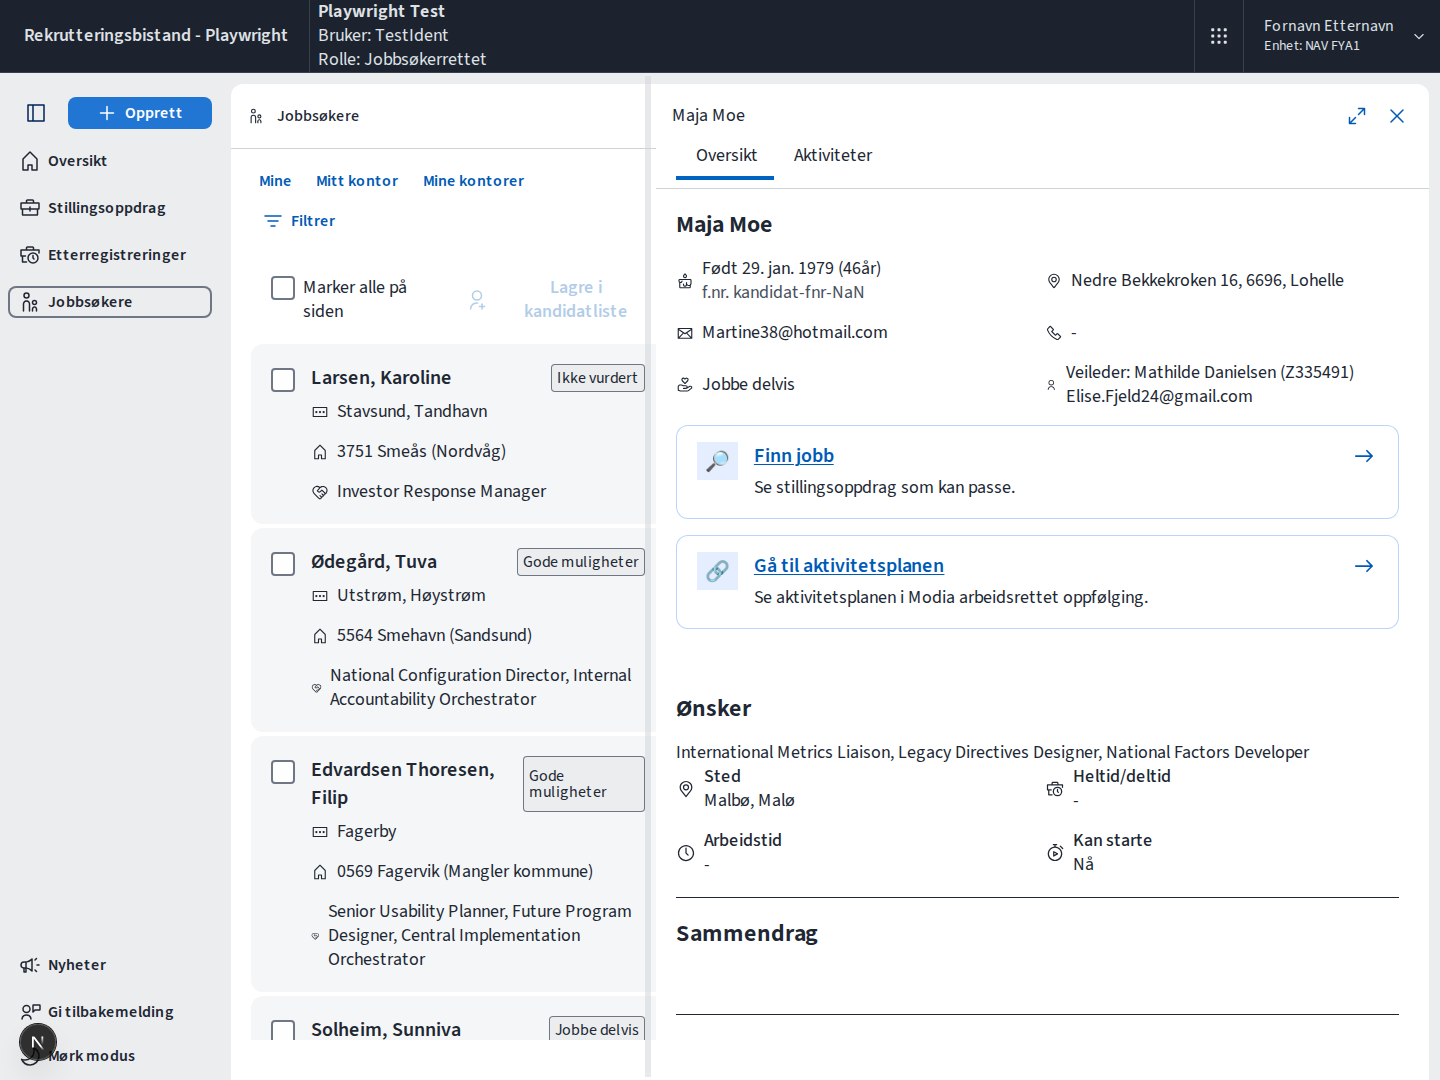 Rekrutteringsbistand - Playwright
Playwright Test
Bruker: TestIdent
Rolle: Jobbsøkerrettet
Fornavn Etternavn
Enhet: NAV FYA1
Opprett
Oversikt
Stillingsoppdrag
Etterregistreringer
Jobbsøkere
Nyheter
Gi tilbakemelding
N
Mørk modus
Jobbsøkere
Mine
Mitt kontor
Mine kontorer
Filtrer
Marker alle på
siden
Lagre i
kandidatliste
Larsen, Karoline
Ikke vurdert
Stavsund, Tandhavn
3751 Smeås (Nordvåg)
Investor Response Manager
Ødegård, Tuva
Gode muligheter
Utstrøm, Høystrøm
5564 Smehavn (Sandsund)
National Configuration Director, Internal
Accountability Orchestrator
Edvardsen Thoresen,
Filip
Gode
muligheter
Fagerby
0569 Fagervik (Mangler kommune)
Senior Usability Planner, Future Program
Designer, Central Implementation
Orchestrator
Solheim, Sunniva
Jobbe delvis
Maja Moe
Oversikt
Aktiviteter
Maja Moe
Født 29. jan. 1979 (46år)
f.nr. kandidat-fnr-NaN
Nedre Bekkekroken 16, 6696, Lohelle
Martine38@hotmail.com
-
Jobbe delvis
Veileder: Mathilde Danielsen (Z335491)
Elise.Fjeld24@gmail.com
Finn jobb
Se stillingsoppdrag som kan passe.
Gå til aktivitetsplanen
Se aktivitetsplanen i Modia arbeidsrettet oppfølging.
Ønsker
International Metrics Liaison, Legacy Directives Designer, National Factors Developer
Sted
Malbø, Malø
Heltid/deltid
-
Arbeidstid
-
Kan starte
Nå
Sammendrag